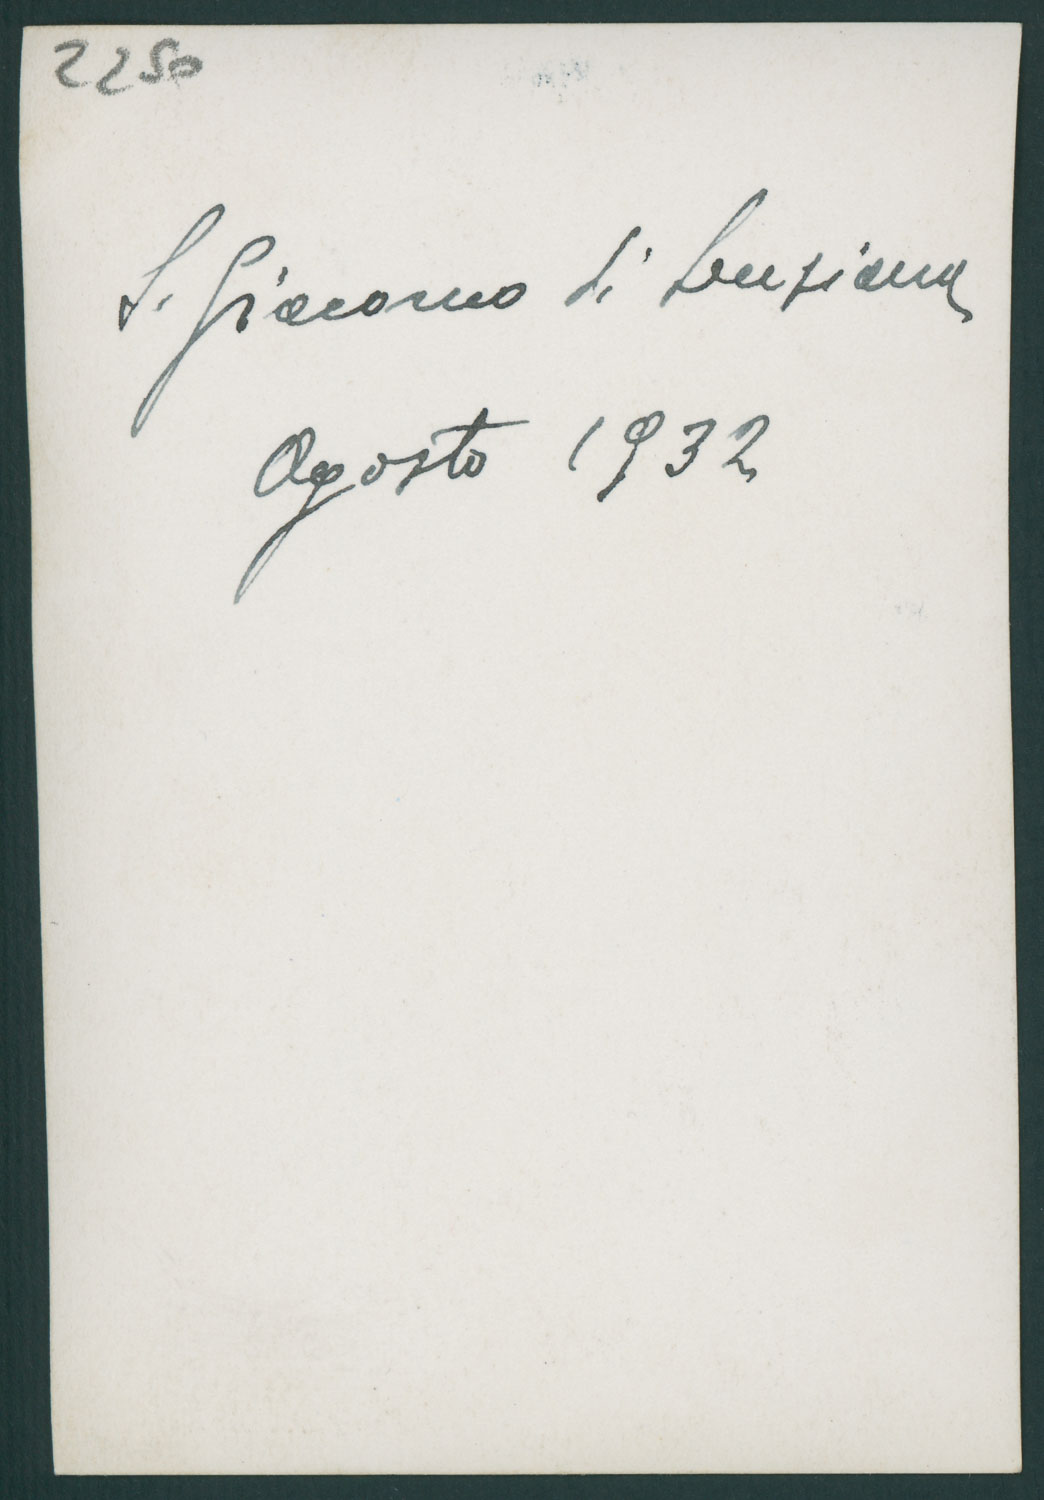 2250
S. Giacomo di Lusiana
Agosto 1932